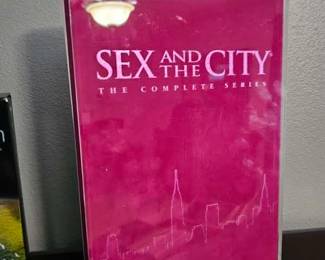 SEX AND THE CITY
THE COMPLETE SERIES